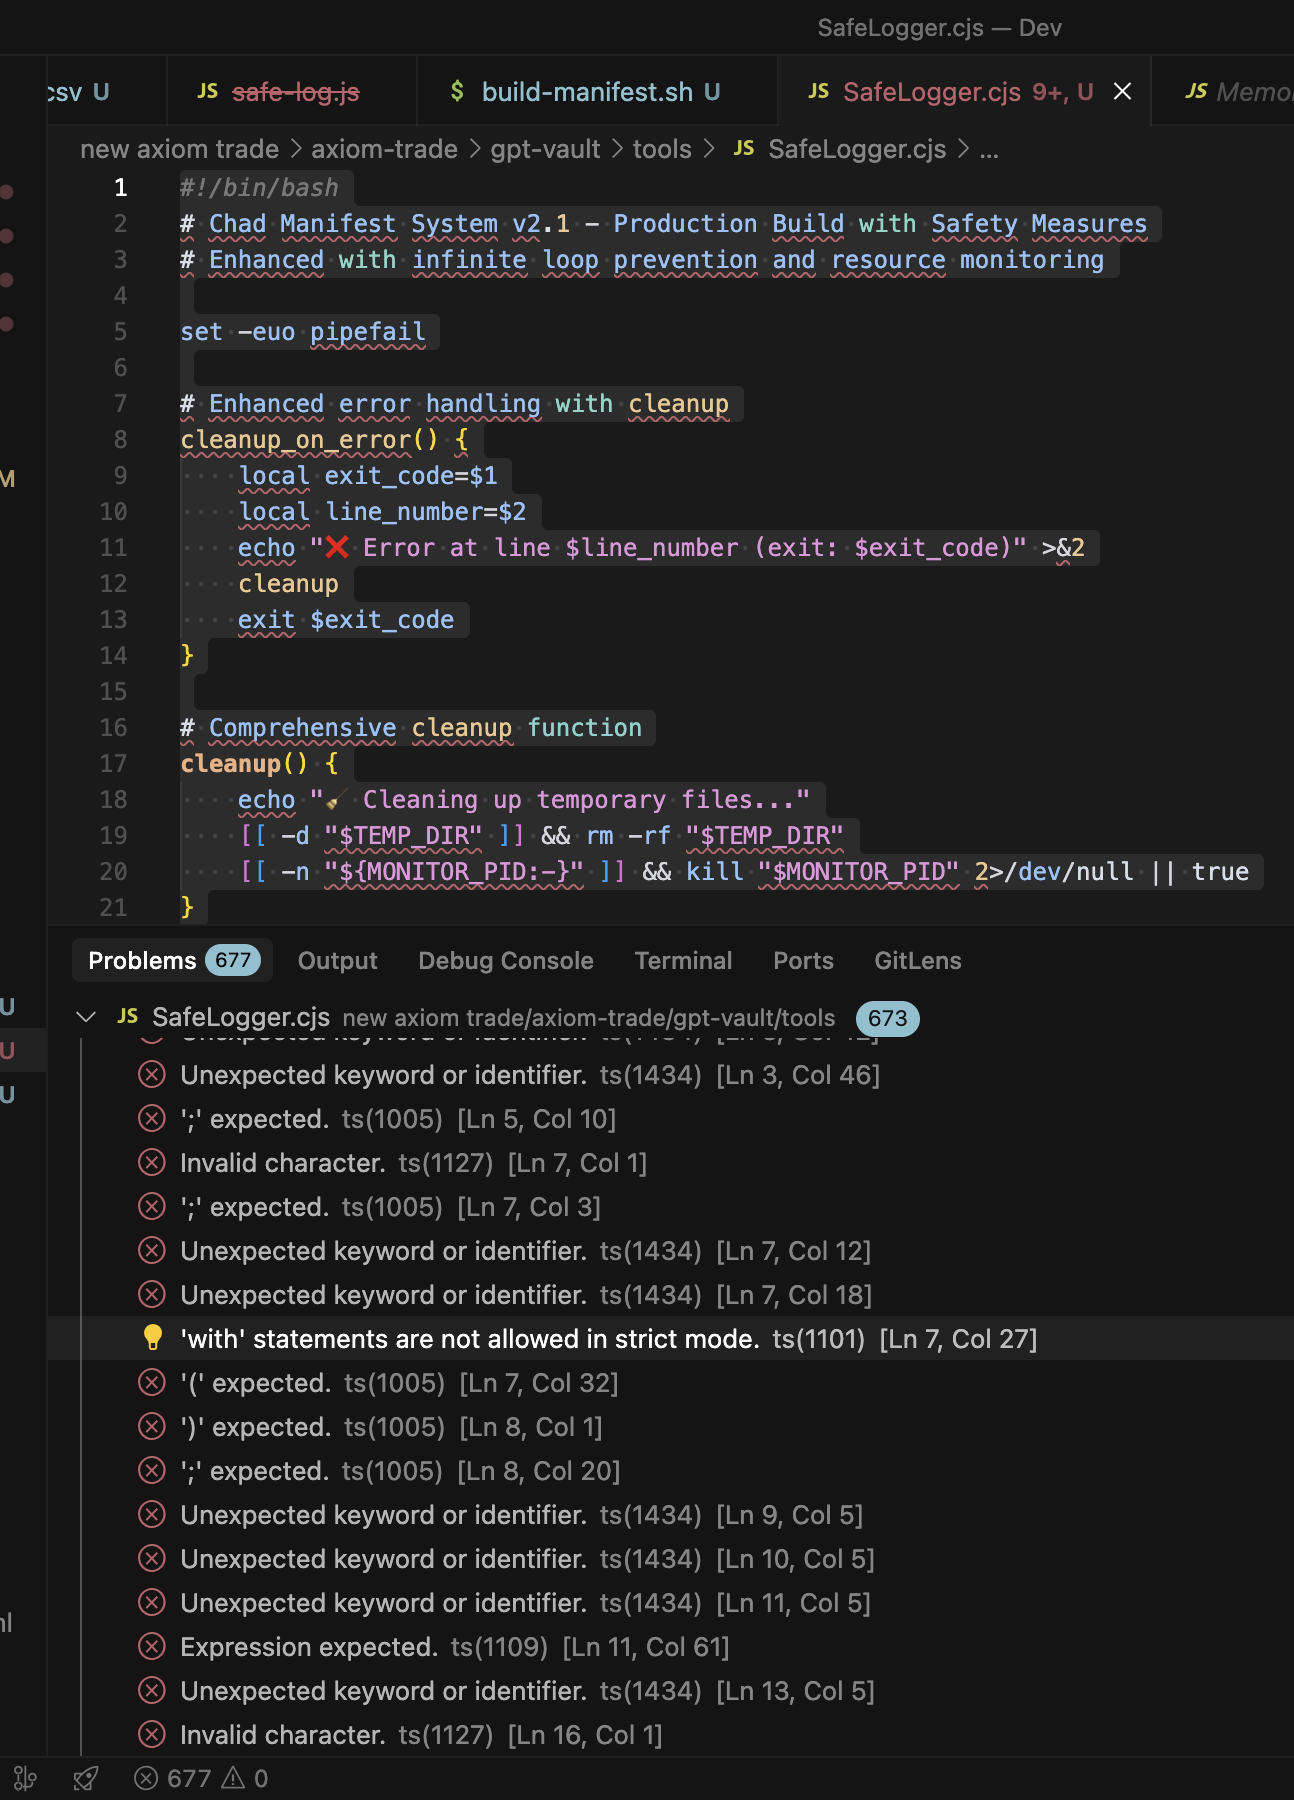 SafeLogger.cjs — Dev
csv U
JS safe-log.js
$ build-manifest.sh U
JS SafeLogger.cjs 9+, U
JS Memo
new axiom trade > axiom-trade > gpt-vault > tools > JS SafeLogger.cjs > ...
1 #!/bin/bash
2 # Chad Manifest System v2.1 - Production Build with Safety Measures
3 # Enhanced with infinite loop prevention and resource monitoring
4
5 set -euo pipefail
6
7 # Enhanced error handling with cleanup
8 cleanup_on_error() {
9 local exit_code=$1
10 local line_number=$2
11 echo "❌ Error at line $line_number (exit: $exit_code)" >&2
12 cleanup
13 exit $exit_code
14 }
15
16 # Comprehensive cleanup function
17 cleanup() {
18 echo "🧹 Cleaning up temporary files..."
19 [[ -d "$TEMP_DIR" ]] && rm -rf "$TEMP_DIR"
20 [[ -n "${MONITOR_PID:-}" ]] && kill "$MONITOR_PID" 2>/dev/null || true
21 }
M
U
U
U
Problems 677 Output Debug Console Terminal Ports GitLens
JS SafeLogger.cjs new axiom trade/axiom-trade/gpt-vault/tools 673
Unexpected keyword or identifier.
Unexpected keyword or identifier. ts(1434) [Ln 3, Col 46]
';' expected. ts(1005) [Ln 5, Col 10]
Invalid character. ts(1127) [Ln 7, Col 1]
';' expected. ts(1005) [Ln 7, Col 3]
Unexpected keyword or identifier. ts(1434) [Ln 7, Col 12]
Unexpected keyword or identifier. ts(1434) [Ln 7, Col 18]
'with' statements are not allowed in strict mode. ts(1101) [Ln 7, Col 27]
'(' expected. ts(1005) [Ln 7, Col 32]
')' expected. ts(1005) [Ln 8, Col 1]
';' expected. ts(1005) [Ln 8, Col 20]
Unexpected keyword or identifier. ts(1434) [Ln 9, Col 5]
Unexpected keyword or identifier. ts(1434) [Ln 10, Col 5]
Unexpected keyword or identifier. ts(1434) [Ln 11, Col 5]
Expression expected. ts(1109) [Ln 11, Col 61]
Unexpected keyword or identifier. ts(1434) [Ln 13, Col 5]
Invalid character. ts(1127) [Ln 16, Col 1]
677 0